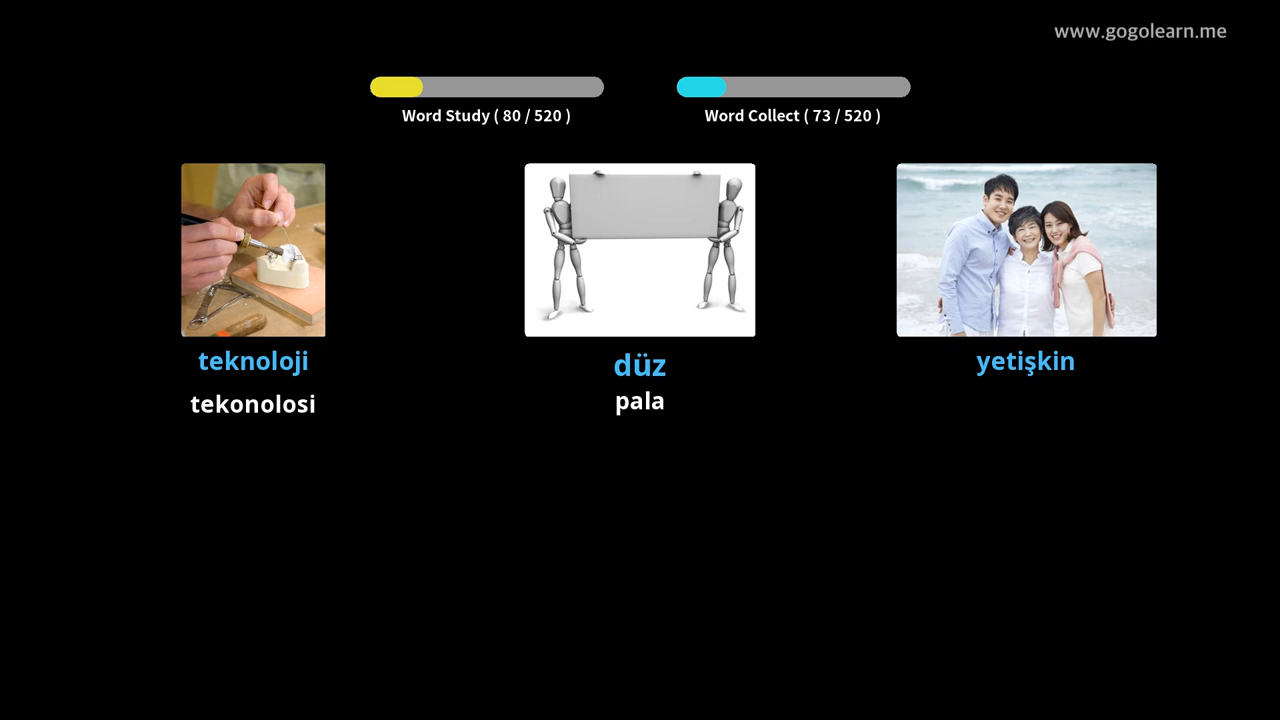 www.gogolearn.me
Word Study ( 80 / 520 )
Word Collect ( 73 / 520 )
teknoloji
düz
yetişkin
tekonolosi
pala